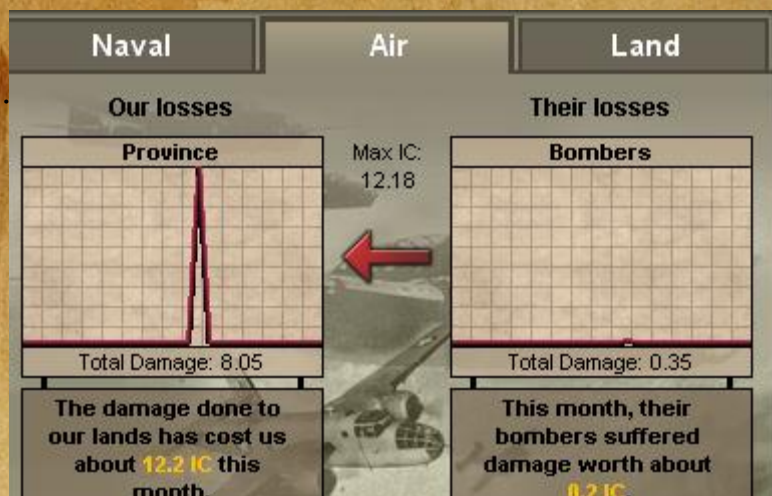 Naval
Air
Land
Our losses
Their losses
Province
Max IC:
12.18
Bombers
Total Damage: 8.05
Total Damage: 0.35
The damage done to
our lands has cost us
about 12.2 IC this
month
This month, their
bombers suffered
damage worth about
0.2 IC